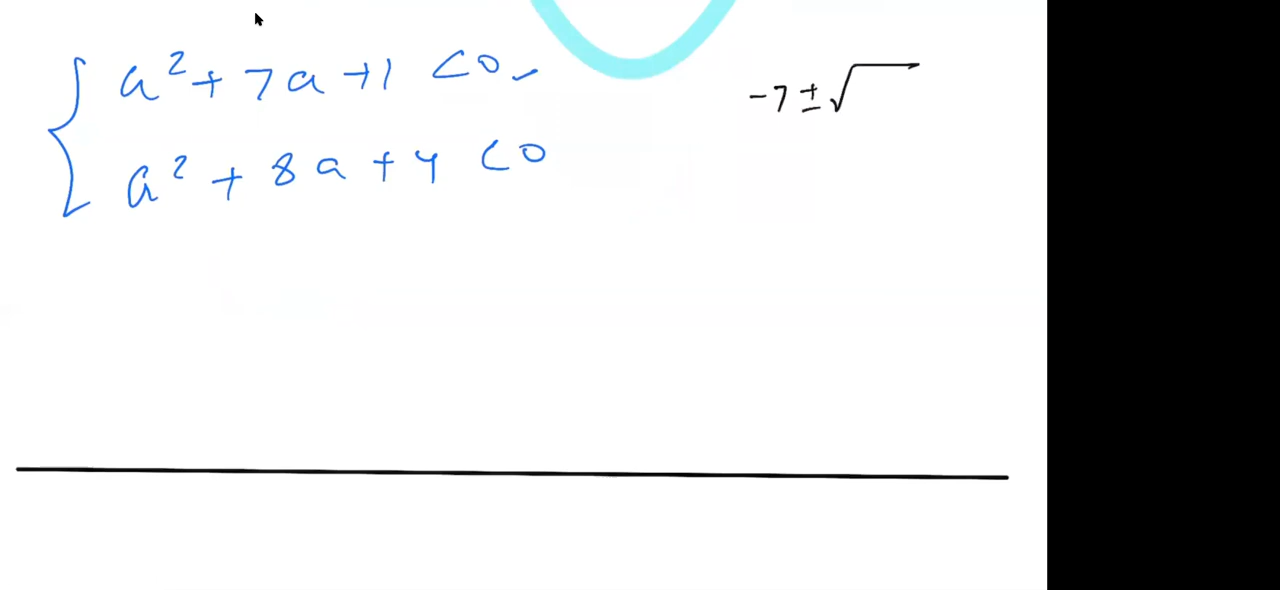 a² + 7a + 1 < 0
-7 ± √
a² + 8a + 4 < 0